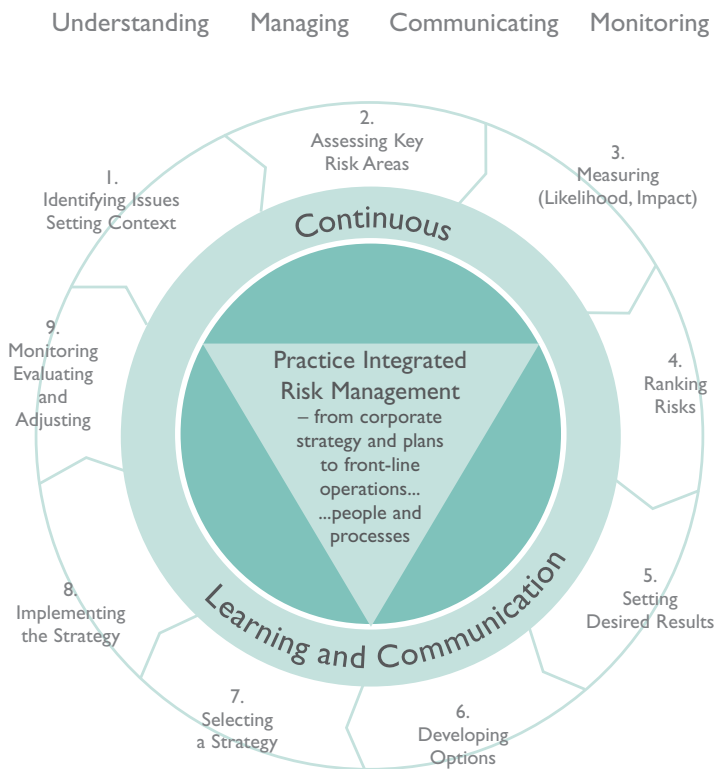 Understanding Managing Communicating Monitoring
1.
Identifying Issues
Setting Context
2.
Assessing Key
Risk Areas
3.
Measuring
(Likelihood, Impact)
4.
Ranking
Risks
5.
Setting
Desired Results
6.
Developing
Options
7.
Selecting
a Strategy
8.
Implementing
the Strategy
9.
Monitoring
Evaluating
and
Adjusting
Continuous
Learning and Communication
Practice Integrated
Risk Management
– from corporate
strategy and plans
to front-line
operations...
...people and
processes